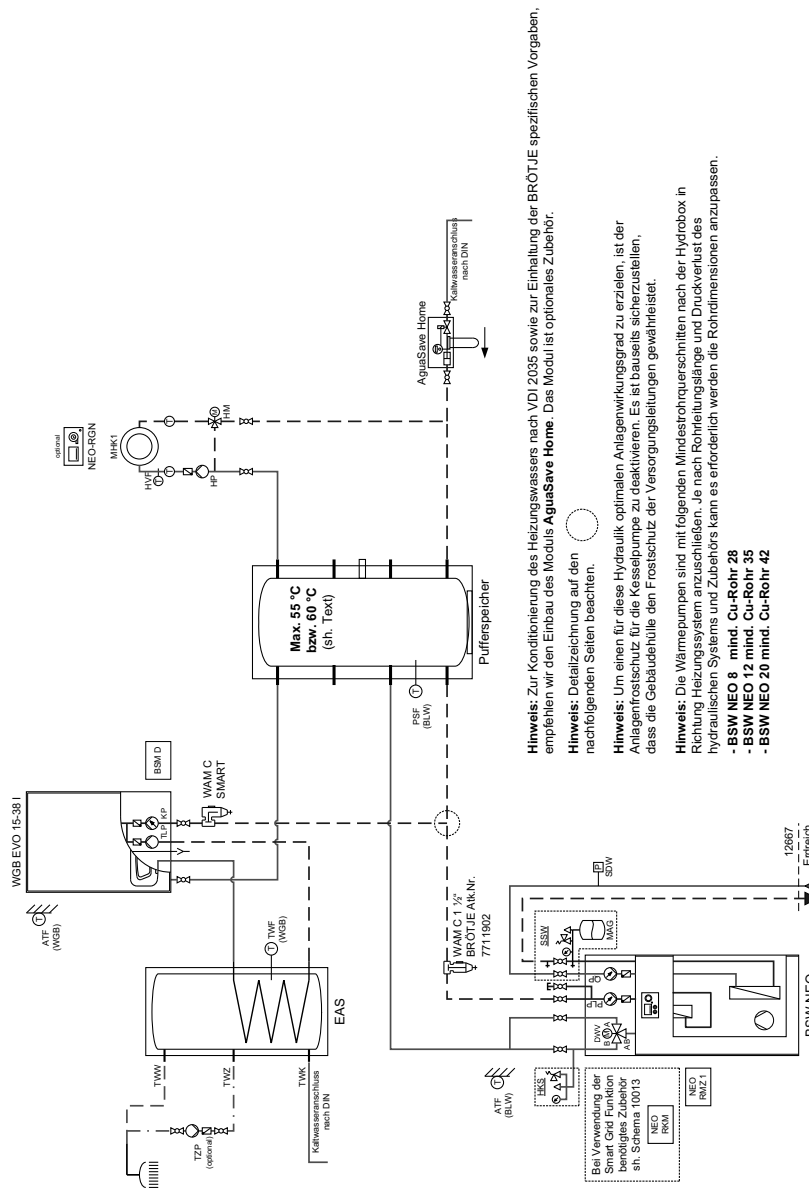 WGB EVO 15-38 I
ATF
(WGB)
BSM D
TLP
KP
WAM C
SMART
TWW
TWZ
TWK
TZP
(optional)
Kaltwasseranschluss
nach DIN
TWF
(WGB)
EAS
optional
NEO-RGN
MHK1
HVF
HP
HM
Max. 55 °C
bzw. 60 °C
(sh. Text)
PSF
(BLW)
Pufferspeicher
AguaSave Home
Kaltwasseranschluss
nach DIN
WAM C 1 ½"
BRÖTJE Atk.Nr.
7711902
ATF
(BLW)
HKS
SSW
MAG
SDW
P
DWV
B
M
A
AB
PLP
QP
BSW NEO
12667
Erdreich
Bei Verwendung der
Smart Grid Funktion
benötigtes Zubehör
sh. Schema 10013
NEO
RKM
NEO
RMZ 1
Hinweis: Zur Konditionierung des Heizungswassers nach VDI 2035 sowie zur Einhaltung der BRÖTJE spezifischen Vorgaben,
empfehlen wir den Einbau des Moduls AguaSave Home. Das Modul ist optionales Zubehör.
Hinweis: Detailzeichnung auf den
nachfolgenden Seiten beachten.
Hinweis: Um einen für diese Hydraulik optimalen Anlagenwirkungsgrad zu erzielen, ist der
Anlagenfrostschutz für die Kesselpumpe zu deaktivieren. Es ist bauseits sicherzustellen,
dass die Gebäudehülle den Frostschutz der Versorgungsleitungen gewährleistet.
Hinweis: Die Wärmepumpen sind mit folgenden Mindestrohrquerschnitten nach der Hydrobox in
Richtung Heizungssystem anzuschließen. Je nach Rohrleitungslänge und Druckverlust des
hydraulischen Systems und Zubehörs kann es erforderlich werden die Rohrdimensionen anzupassen.
- BSW NEO 8 mind. Cu-Rohr 28
- BSW NEO 12 mind. Cu-Rohr 35
- BSW NEO 20 mind. Cu-Rohr 42